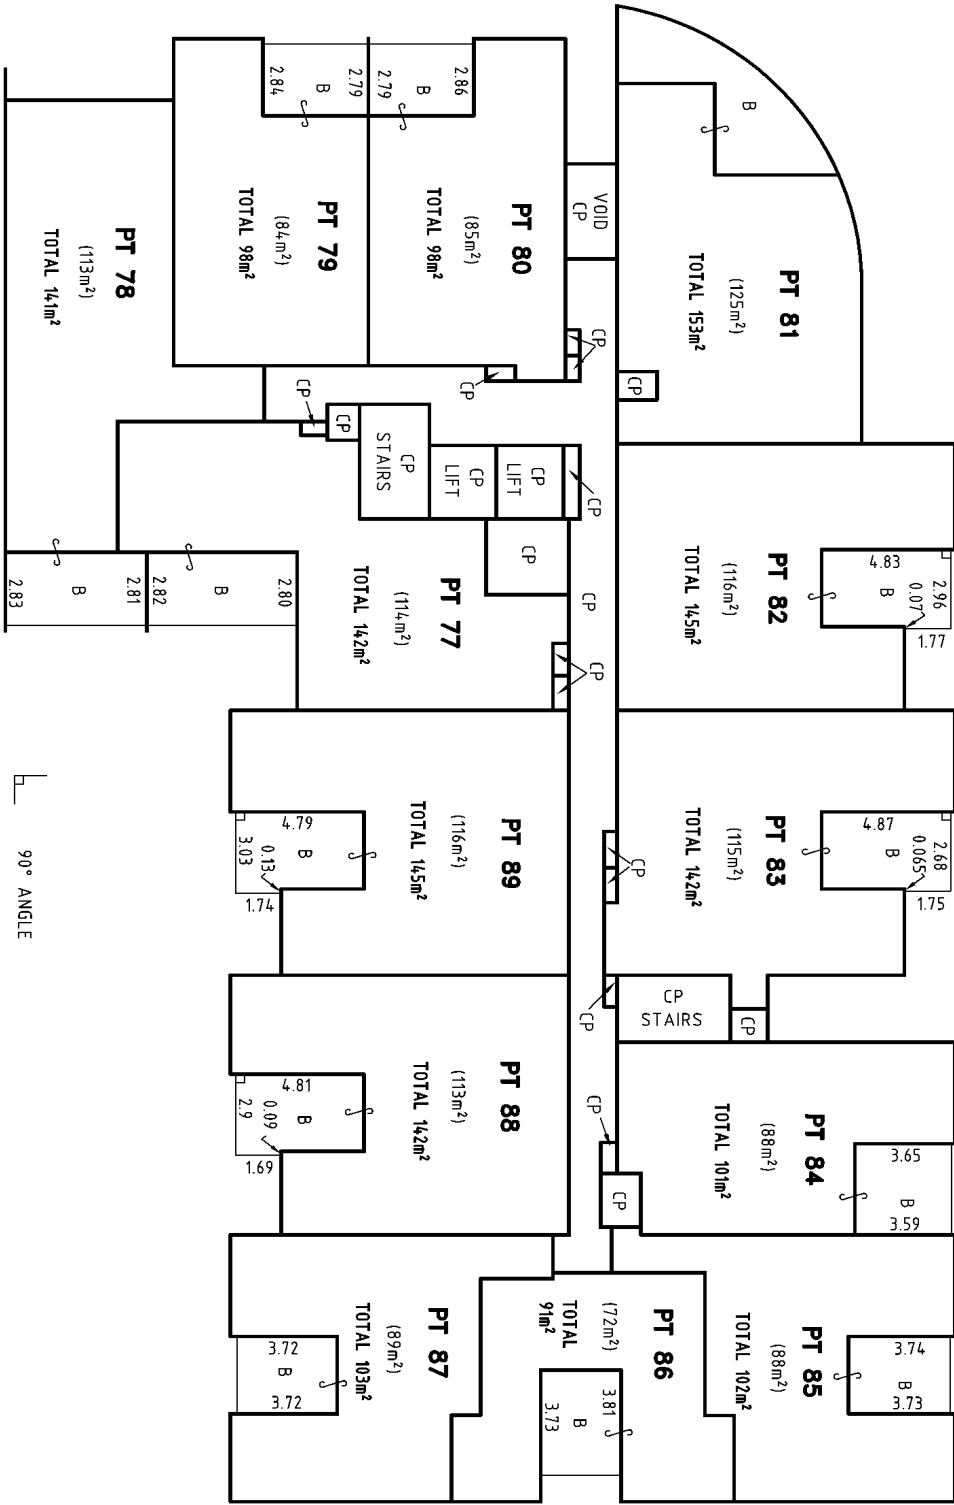 PT 78
(113m²)
TOTAL 141m²
B
2.83
2.81
PT 79
(84m²)
TOTAL 98m²
B
2.84
2.79
PT 80
(85m²)
TOTAL 98m²
B
2.79
2.86
VOID
CP
PT 81
(125m²)
TOTAL 153m²
B
CP
CP
CP
CP
CP
CP
STAIRS
CP
LIFT
CP
LIFT
CP
CP
CP
CP
PT 77
(114m²)
TOTAL 142m²
B
2.82
2.80
PT 82
(116m²)
TOTAL 145m²
4.83
B
2.96
0.07
1.77
PT 83
(115m²)
TOTAL 142m²
4.87
B
2.68
0.065
1.75
CP
CP
CP
STAIRS
CP
PT 89
(116m²)
TOTAL 145m²
4.79
B
3.03
0.13
1.74
PT 88
(113m²)
TOTAL 142m²
4.81
B
2.9
0.09
1.69
CP
CP
PT 84
(88m²)
TOTAL 101m²
3.65
B
3.59
PT 85
(88m²)
TOTAL 102m²
3.74
B
3.73
PT 86
(72m²)
TOTAL
91m²
3.81
B
3.73
PT 87
(89m²)
TOTAL 103m²
3.72
B
3.72
90° ANGLE